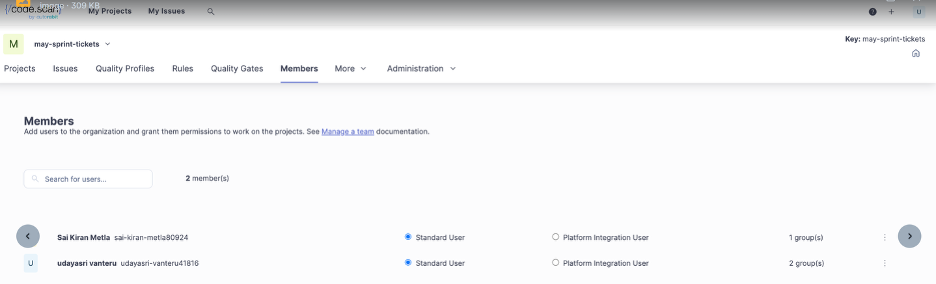 Image - 309 KB
//code.scan/
by autorabit
My Projects My Issues
? + U
M may-sprint-tickets
Key: may-sprint-tickets
Projects Issues Quality Profiles Rules Quality Gates Members More Administration
Members
Add users to the organization and grant them permissions to work on the projects. See Manage a team documentation.
Search for users...
2 member(s)
Sai Kiran Metla sai-kiran-metla80924 Standard User Platform Integration User 1 group(s)
U udayasri vanteru udayasri-vanteru41816 Standard User Platform Integration User 2 group(s)